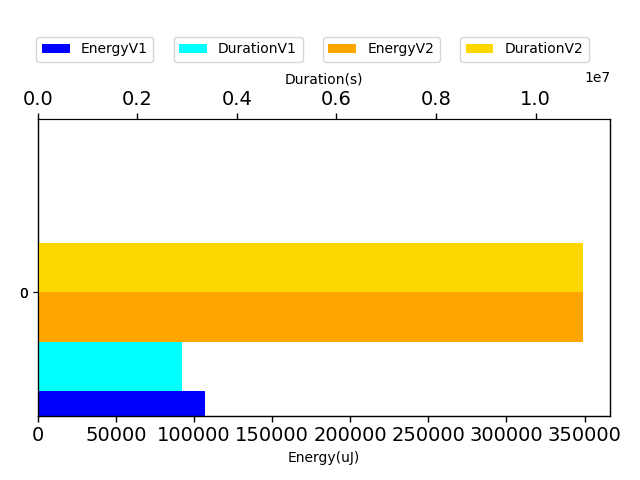 EnergyV1 DurationV1 EnergyV2 DurationV2
Duration(s) 1e7
0.0 0.2 0.4 0.6 0.8 1.0
0
0 50000 100000 150000 200000 250000 300000 350000
Energy(uJ)